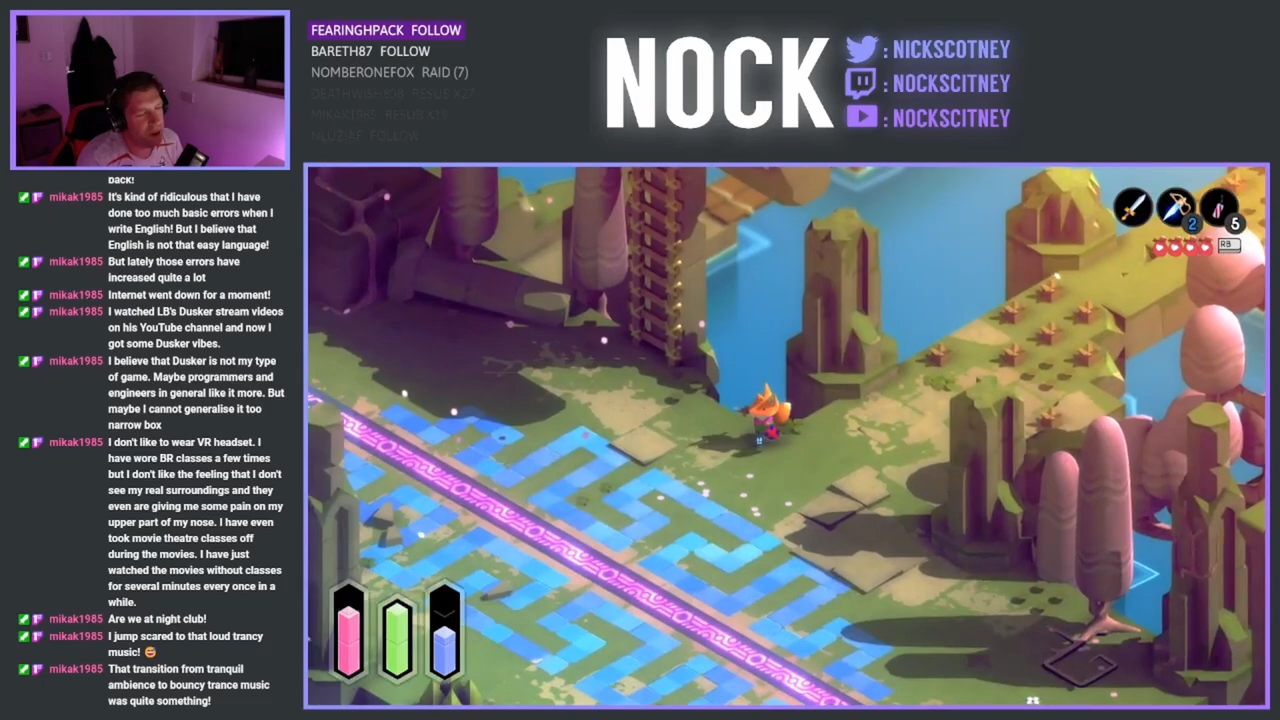 FEARINGHPACK FOLLOW
BARETH87 FOLLOW
NOMBERONEFOX RAID (7)
MIKAK1985 RESUB
FOLLOW
NOCK
: NICKSCOTNEY
: NOCKSCITNEY
: NOCKSCITNEY
BACK!
mikak1985 It's kind of ridiculous that I have
done too much basic errors when I
write English! But I believe that
English is not that easy language!
mikak1985 But lately those errors have
increased quite a lot
mikak1985 Internet went down for a moment!
mikak1985 I watched LB's Dusker stream videos
on his YouTube channel and now I
got some Dusker vibes.
mikak1985 I believe that Dusker is not my type
of game. Maybe programmers and
engineers in general like it more. But
maybe I cannot generalise it too
narrow box
mikak1985 I don't like to wear VR headset. I
have wore BR classes a few times
but I don't like the feeling that I don't
see my real surroundings and they
even are giving me some pain on my
upper part of my nose. I have even
took movie theatre classes off
during the movies. I have just
watched the movies without classes
for several minutes every once in a
while.
mikak1985 Are we at night club!
mikak1985 I jump scared to that loud trancy
music!
mikak1985 That transition from tranquil
ambience to bouncy trance music
was quite something!
2
5
RB